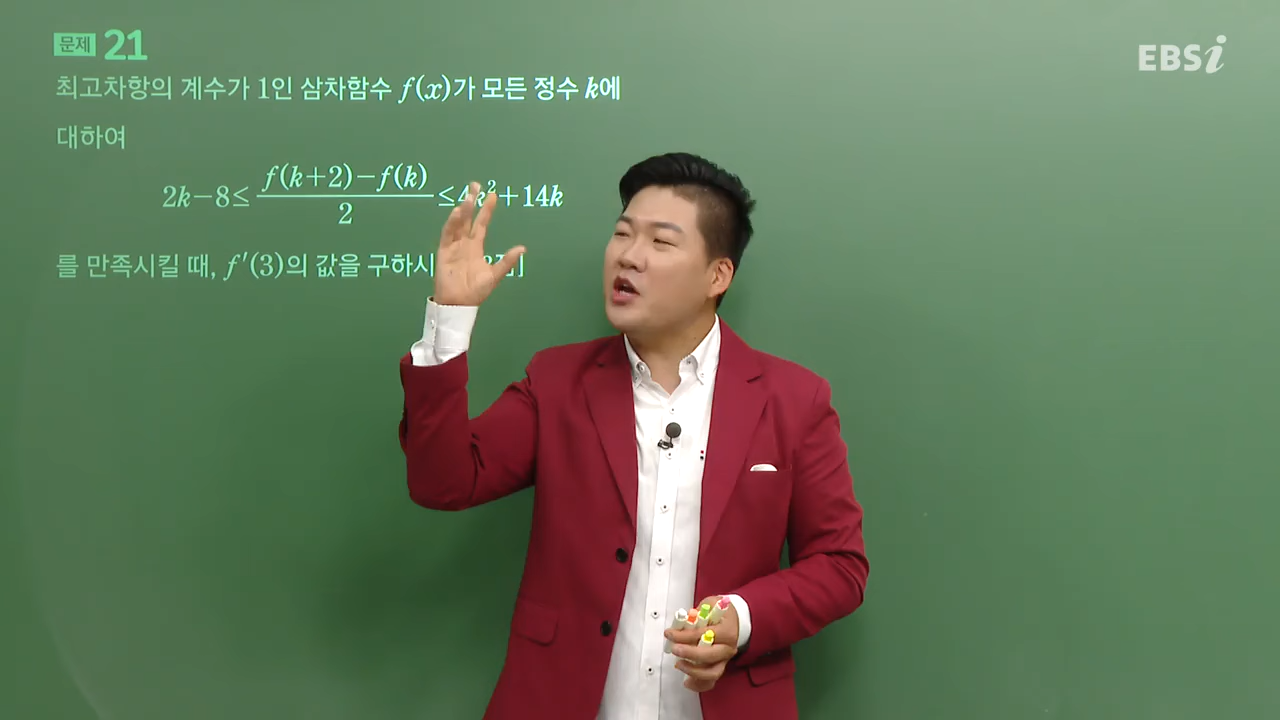 문제 21
EBSi
최고차항의 계수가 1인 삼차함수 f(x)가 모든 정수 k에
대하여
2k−8≤ f(k+2)−f(k) / 2 ≤4k²+14k
를 만족시킬 때, f′(3)의 값을 구하시